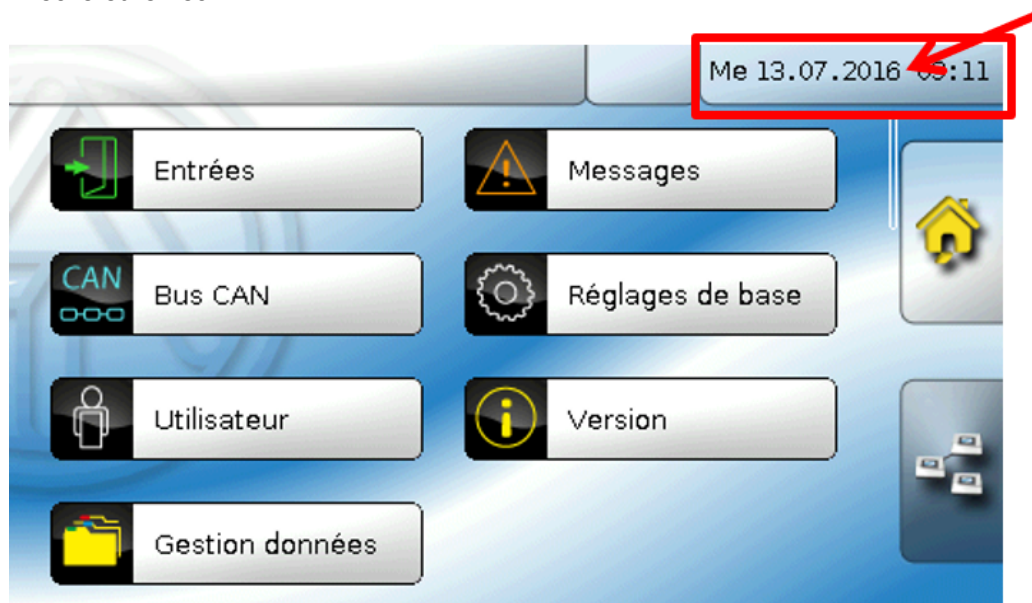 Me 13.07.2016
Entrées
Messages
CAN
Bus CAN
Réglages de base
Utilisateur
Version
Gestion données